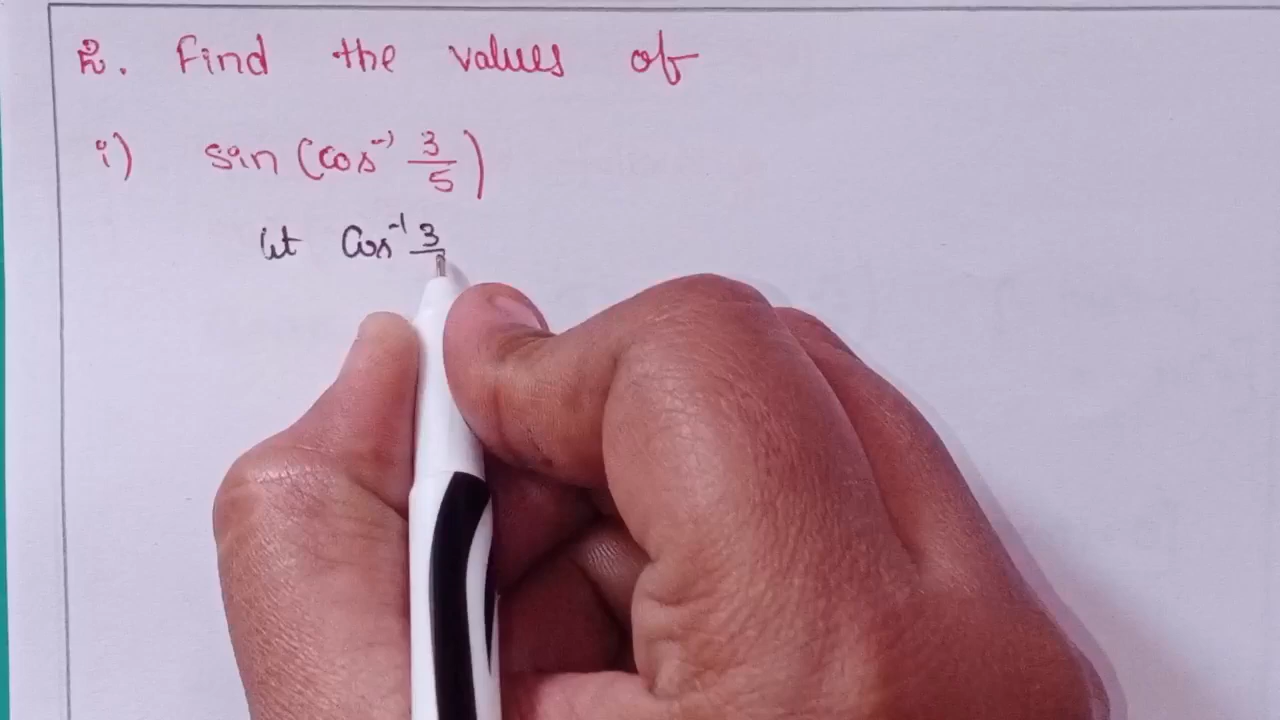 2. Find the values of
i) sin (cos⁻¹ 3/5)
let Cos⁻¹ 3